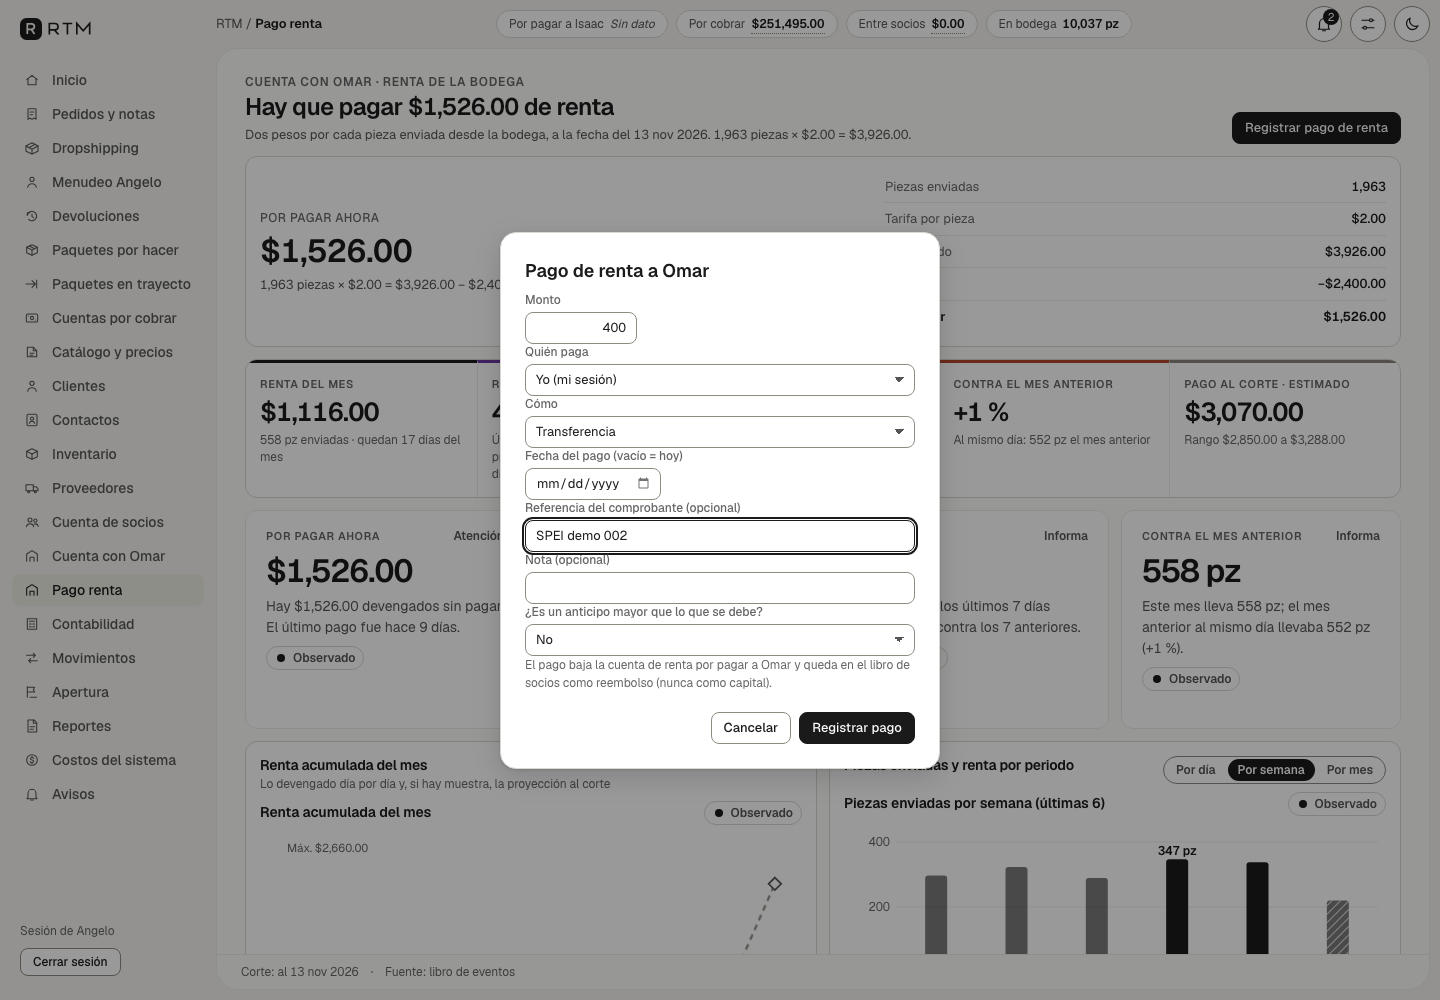 RTM
RTM / Pago renta
Por pagar a Isaac Sin dato
Por cobrar $251,495.00
Entre socios $0.00
En bodega 10,037 pz
2
Inicio
Pedidos y notas
Dropshipping
Menudeo Angelo
Devoluciones
Paquetes por hacer
Paquetes en trayecto
Cuentas por cobrar
Catálogo y precios
Clientes
Contactos
Inventario
Proveedores
Cuenta de socios
Cuenta con Omar
Pago renta
Contabilidad
Movimientos
Apertura
Reportes
Costos del sistema
Avisos
Sesión de Angelo
Cerrar sesión
CUENTA CON OMAR · RENTA DE LA BODEGA
Hay que pagar $1,526.00 de renta
Dos pesos por cada pieza enviada desde la bodega, a la fecha del 13 nov 2026. 1,963 piezas × $2.00 = $3,926.00.
Registrar pago de renta
POR PAGAR AHORA
$1,526.00
1,963 piezas × $2.00 = $3,926.00 − $2,40
Piezas enviadas 1,963
Tarifa por pieza $2.00
$3,926.00
−$2,400.00
$1,526.00
RENTA DEL MES
$1,116.00
558 pz enviadas · quedan 17 días del
mes
CONTRA EL MES ANTERIOR
+1 %
Al mismo día: 552 pz el mes anterior
PAGO AL CORTE · ESTIMADO
$3,070.00
Rango $2,850.00 a $3,288.00
POR PAGAR AHORA Atención
$1,526.00
Hay $1,526.00 devengados sin pagar
El último pago fue hace 9 días.
Observado
Informa
los últimos 7 días
contra los 7 anteriores.
CONTRA EL MES ANTERIOR Informa
558 pz
Este mes lleva 558 pz; el mes
anterior al mismo día llevaba 552 pz
(+1 %).
Observado
Pago de renta a Omar
Monto
400
Quién paga
Yo (mi sesión)
Cómo
Transferencia
Fecha del pago (vacío = hoy)
mm/dd/yyyy
Referencia del comprobante (opcional)
SPEI demo 002
Nota (opcional)
¿Es un anticipo mayor que lo que se debe?
No
El pago baja la cuenta de renta por pagar a Omar y queda en el libro de
socios como reembolso (nunca como capital).
Cancelar
Registrar pago
Renta acumulada del mes
Lo devengado día por día y, si hay muestra, la proyección al corte
Renta acumulada del mes
Observado
Máx. $2,660.00
Piezas enviadas y renta por periodo
Por día
Por semana
Por mes
Piezas enviadas por semana (últimas 6)
Observado
400
347 pz
200
Corte: al 13 nov 2026 · Fuente: libro de eventos